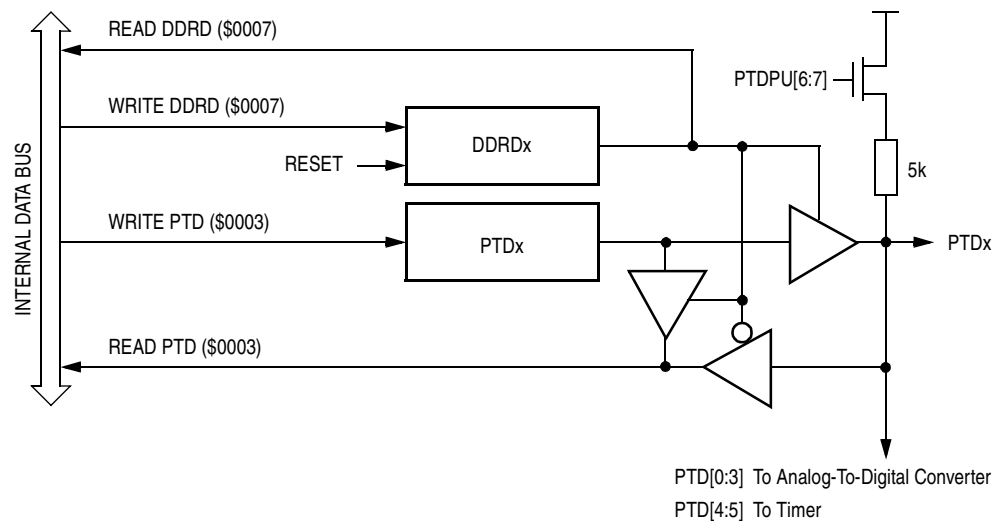 READ DDRD ($0007)
PTDPU[6:7]
WRITE DDRD ($0007)
DDRDx
RESET
5k
INTERNAL DATA BUS
WRITE PTD ($0003)
PTDx
PTDx
READ PTD ($0003)
PTD[0:3] To Analog-To-Digital Converter
PTD[4:5] To Timer